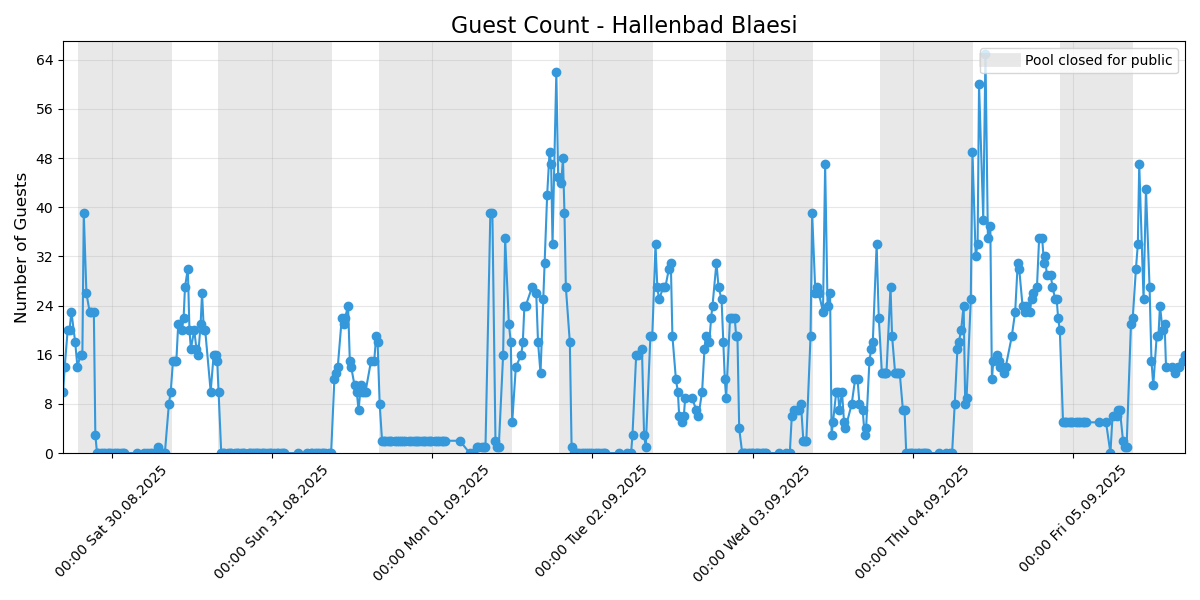 Guest Count - Hallenbad Blaesi
Pool closed for public
Number of Guests
64
56
48
40
32
24
16
8
0
00:00 Sat 30.08.2025
00:00 Sun 31.08.2025
00:00 Mon 01.09.2025
00:00 Tue 02.09.2025
00:00 Wed 03.09.2025
00:00 Thu 04.09.2025
00:00 Fri 05.09.2025